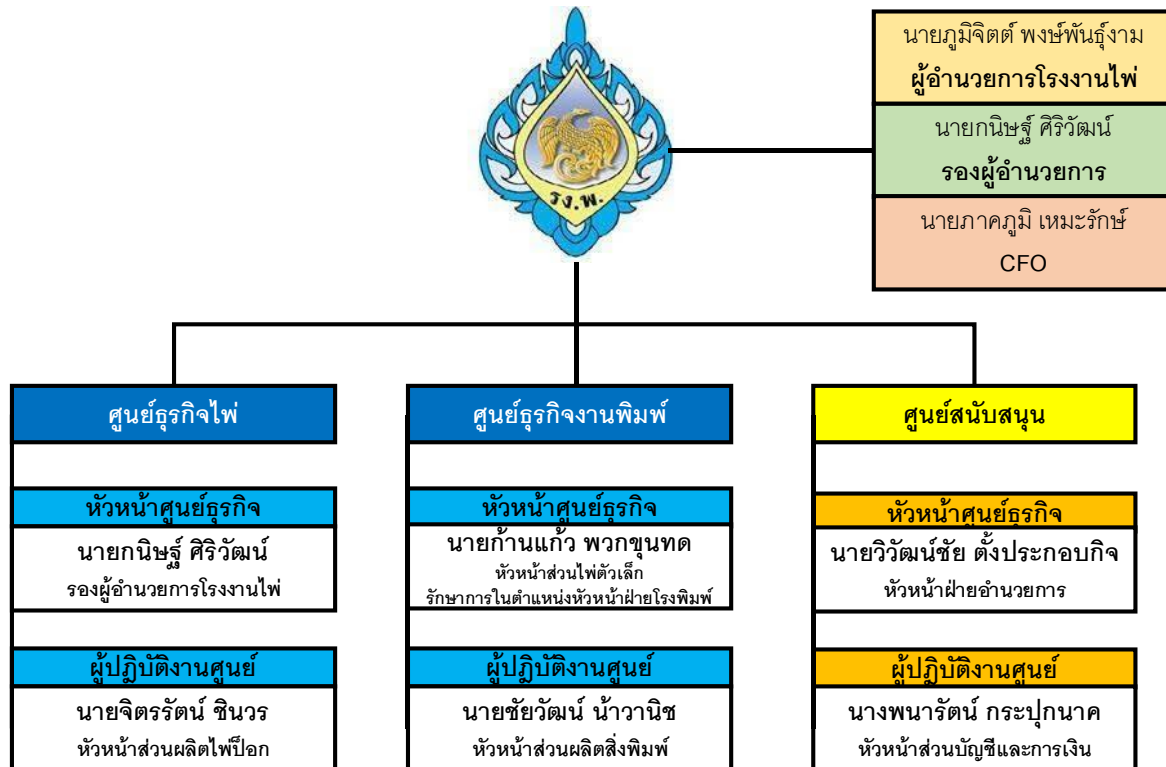 รง.พ.
นายภูมิจิตต์ พงษ์พันธุ์งาม
ผู้อำนวยการโรงงานไพ่
นายกนิษฐ์ ศิริวัฒน์
รองผู้อำนวยการ
นายภาคภูมิ เหมะรักษ์
CFO
ศูนย์ธุรกิจไพ่
หัวหน้าศูนย์ธุรกิจ
นายกนิษฐ์ ศิริวัฒน์
รองผู้อำนวยการโรงงานไพ่
ผู้ปฎิบัติงานศูนย์
นายจิตรรัตน์ ชินวร
หัวหน้าส่วนผลิตไพ่ป๊อก
ศูนย์ธุรกิจงานพิมพ์
หัวหน้าศูนย์ธุรกิจ
นายก้านแก้ว พวกขุนทด
หัวหน้าส่วนไพ่ตัวเล็ก
รักษาการในตำแหน่งหัวหน้าฝ่ายโรงพิมพ์
ผู้ปฎิบัติงานศูนย์
นายชัยวัฒน์ น้าวานิช
หัวหน้าส่วนผลิตสิ่งพิมพ์
ศูนย์สนับสนุน
หัวหน้าศูนย์ธุรกิจ
นายวิวัฒน์ชัย ตั้งประกอบกิจ
หัวหน้าฝ่ายอำนวยการ
ผู้ปฎิบัติงานศูนย์
นางพนารัตน์ กระปุกนาค
หัวหน้าส่วนบัญชีและการเงิน